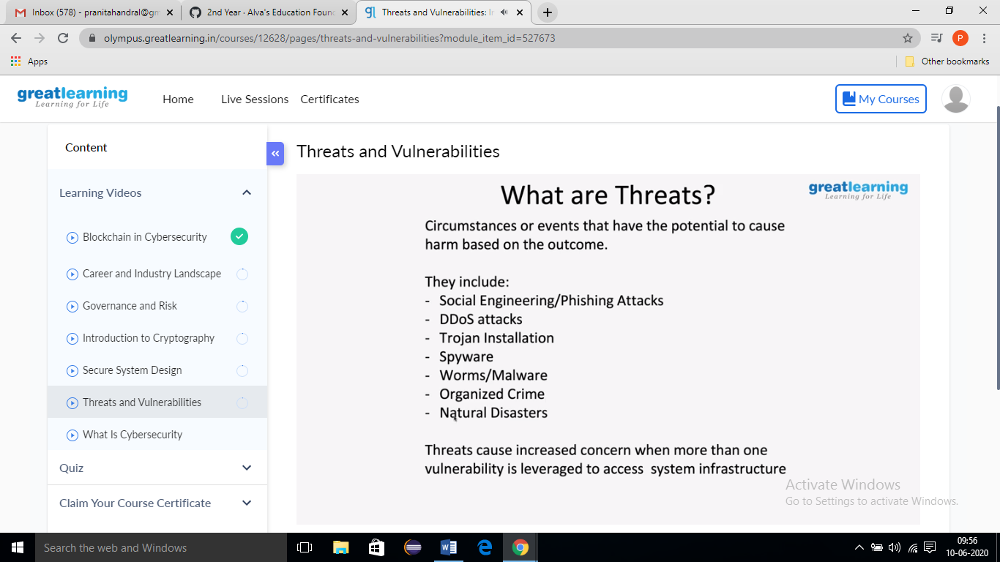 Inbox (578) - pranitahandral@gm
2nd Year · Alva's Education Foun
Threats and Vulnerabilities: I
olympus.greatlearning.in/courses/12628/pages/threats-and-vulnerabilities?module_item_id=527673
P
Apps
Other bookmarks
greatlearning
Learning for Life
Home
Live Sessions
Certificates
My Courses
Content
Learning Videos
Blockchain in Cybersecurity
Career and Industry Landscape
Governance and Risk
Introduction to Cryptography
Secure System Design
Threats and Vulnerabilities
What Is Cybersecurity
Quiz
Claim Your Course Certificate
Threats and Vulnerabilities
What are Threats?
greatlearning
Learning for Life
Circumstances or events that have the potential to cause
harm based on the outcome.
They include:
- Social Engineering/Phishing Attacks
- DDoS attacks
- Trojan Installation
- Spyware
- Worms/Malware
- Organized Crime
- Natural Disasters
Threats cause increased concern when more than one
vulnerability is leveraged to access system infrastructure
Activate Windows
Go to Settings to activate Windows.
Search the web and Windows
09:56
10-06-2020